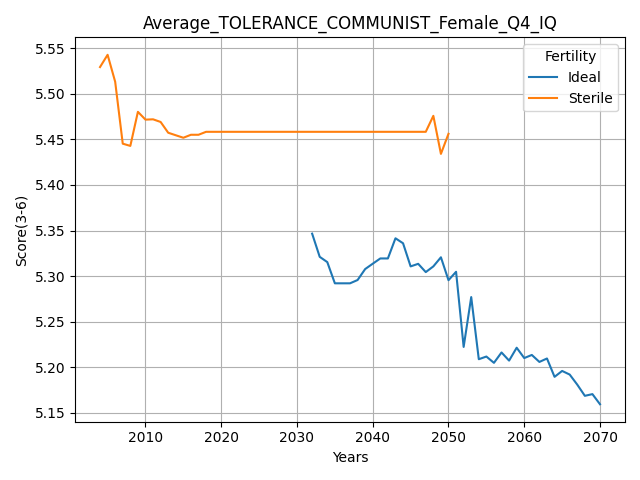 Average_TOLERANCE_COMMUNIST_Female_Q4_IQ
Fertility
Ideal
Sterile
Score(3-6)
5.55
5.50
5.45
5.40
5.35
5.30
5.25
5.20
5.15
2010 2020 2030 2040 2050 2060 2070
Years